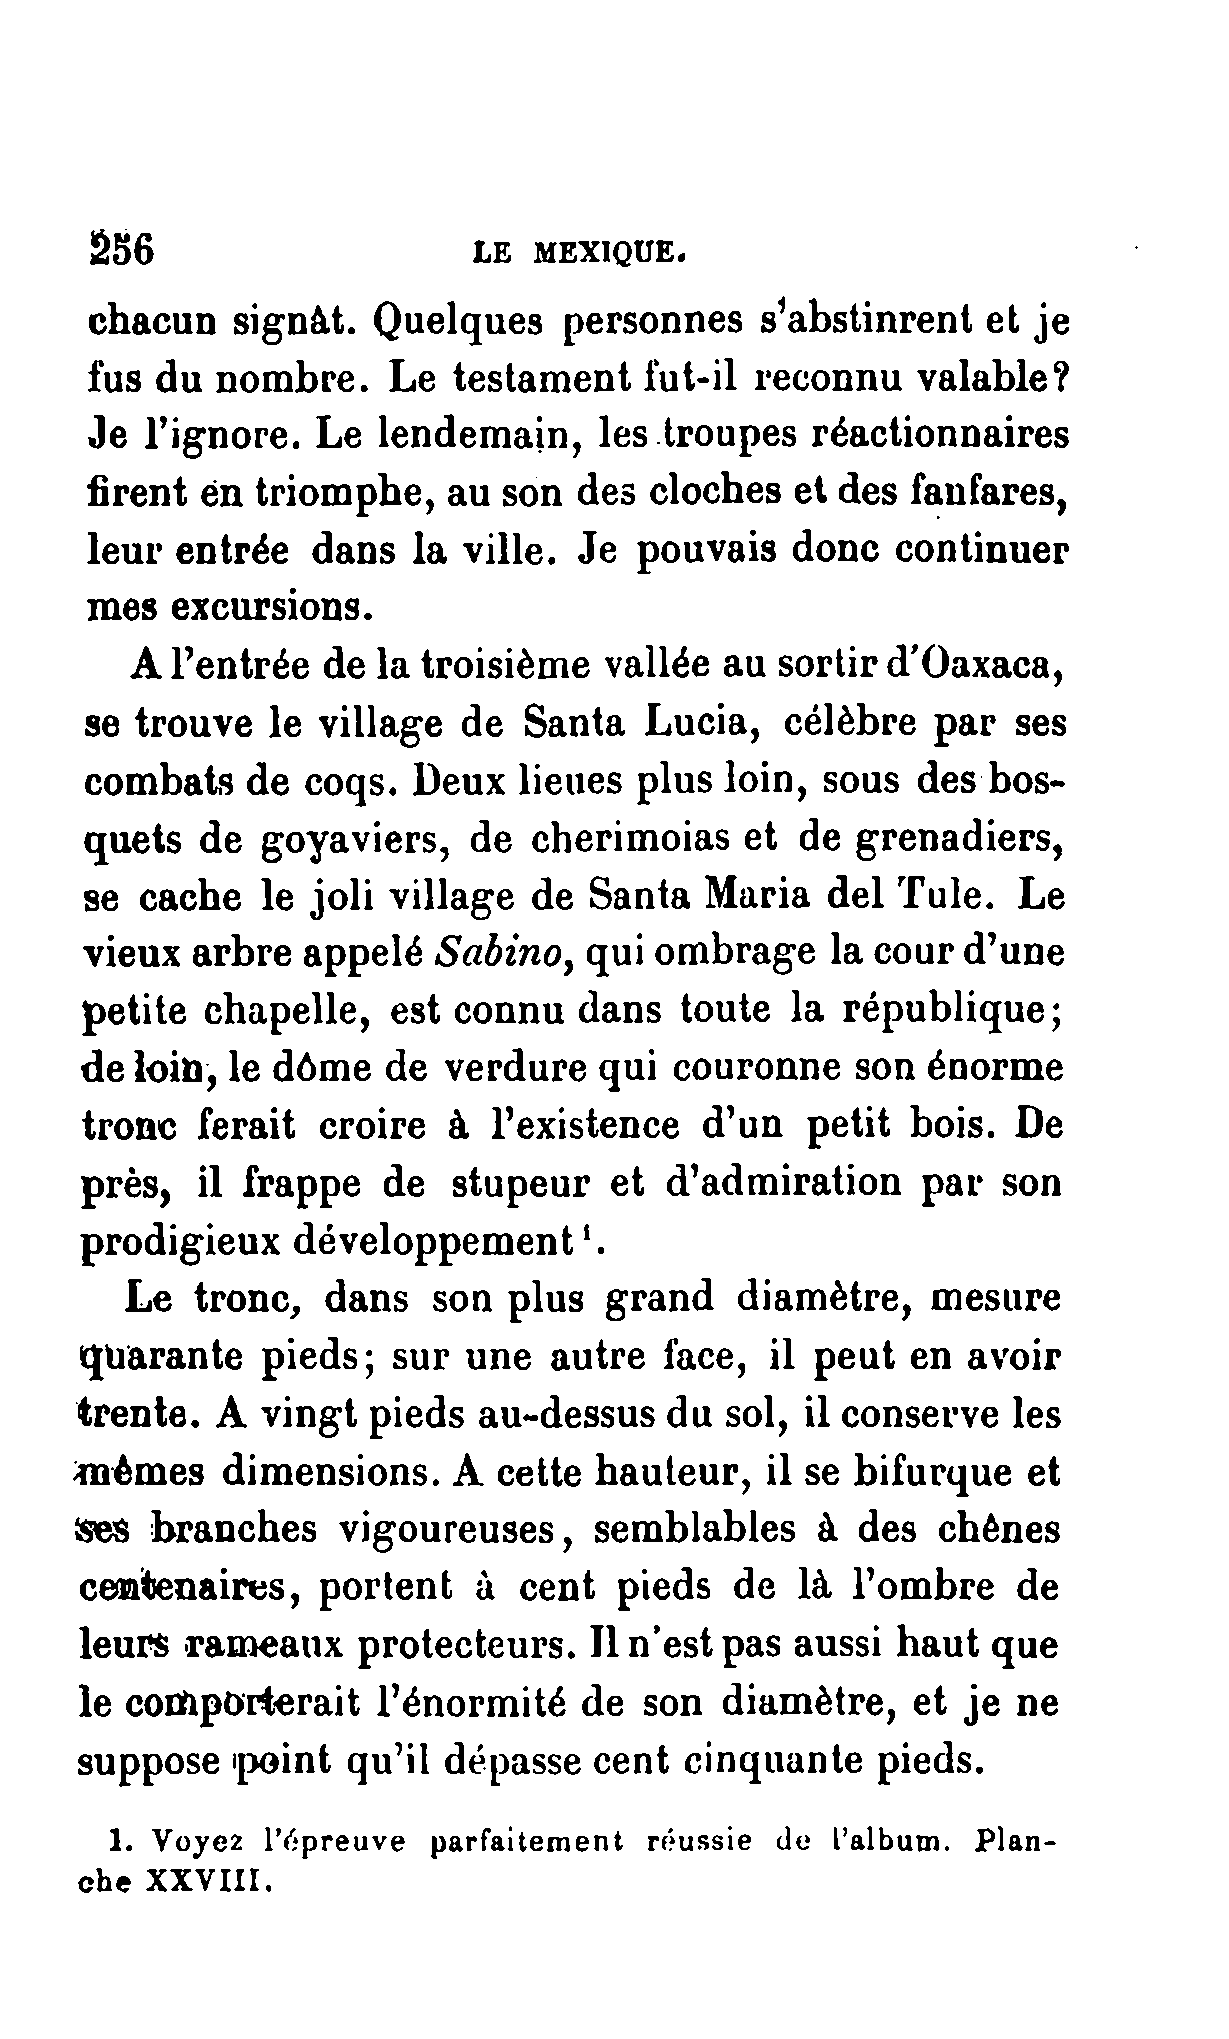 256 LE MEXIQUE.
chacun signât. Quelques personnes s'abstinrent et je
fus du nombre. Le testament fut-il reconnu valable?
Je l'ignore. Le lendemain, les troupes réactionnaires
firent en triomphe, au son des cloches et des fanfares,
leur entrée dans la ville. Je pouvais donc continuer
mes excursions.
A l'entrée de la troisième vallée au sortir d'Oaxaca,
se trouve le village de Santa Lucia, célèbre par ses
combats de coqs. Deux lieues plus loin, sous des bos-
quets de goyaviers, de cherimoias et de grenadiers,
se cache le joli village de Santa Maria del Tule. Le
vieux arbre appelé Sabino, qui ombrage la cour d'une
petite chapelle, est connu dans toute la république;
de loin, le dôme de verdure qui couronne son énorme
tronc ferait croire à l'existence d'un petit bois. De
près, il frappe de stupeur et d'admiration par son
prodigieux développement¹.
Le tronc, dans son plus grand diamètre, mesure
quarante pieds; sur une autre face, il peut en avoir
trente. A vingt pieds au-dessus du sol, il conserve les
mêmes dimensions. A cette hauteur, il se bifurque et
ses branches vigoureuses, semblables à des chênes
centenaires, portent à cent pieds de là l'ombre de
leurs rameaux protecteurs. Il n'est pas aussi haut que
le comporterait l'énormité de son diamètre, et je ne
suppose point qu'il dépasse cent cinquante pieds.
1. Voyez l'épreuve parfaitement réussie de l'album. Plan-
che XXVIII.